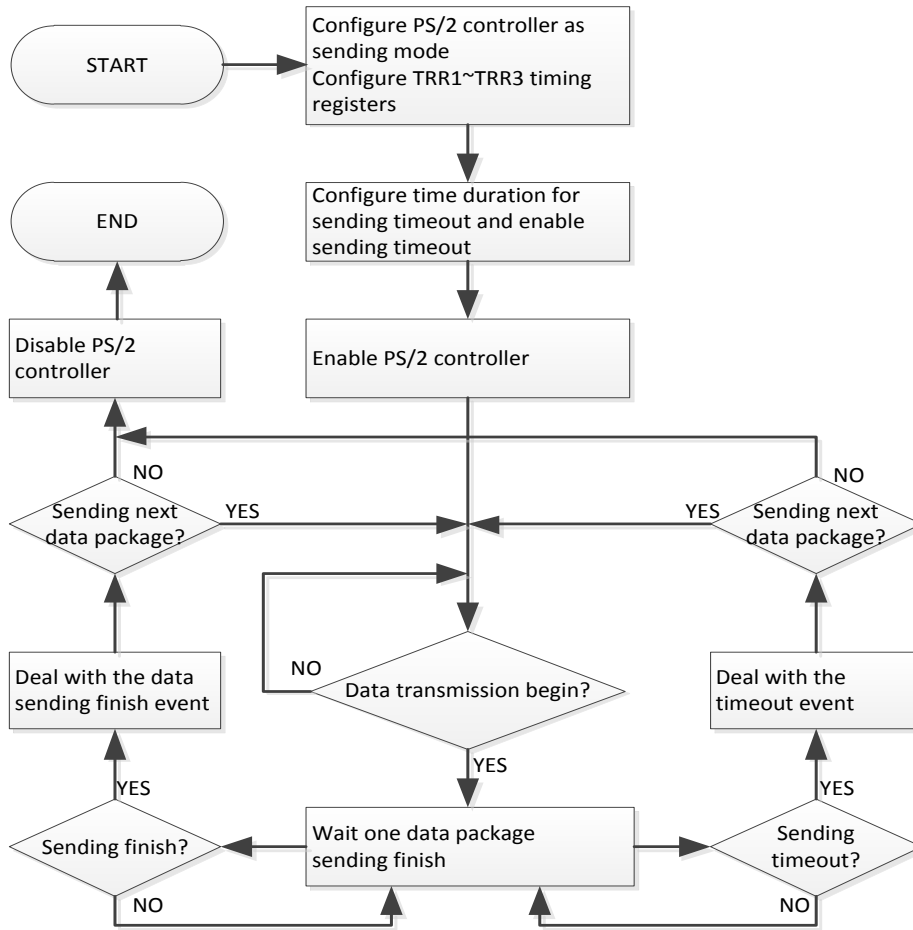 START
Configure PS/2 controller as
sending mode
Configure TRR1~TRR3 timing
registers
END
Configure time duration for
sending timeout and enable
sending timeout
Disable PS/2
controller
Enable PS/2 controller
NO
NO
Sending next
data package?
YES
YES
Sending next
data package?
Deal with the data
sending finish event
NO
Data transmission begin?
Deal with the
timeout event
YES
YES
YES
Sending finish?
Wait one data package
sending finish
Sending
timeout?
NO
NO